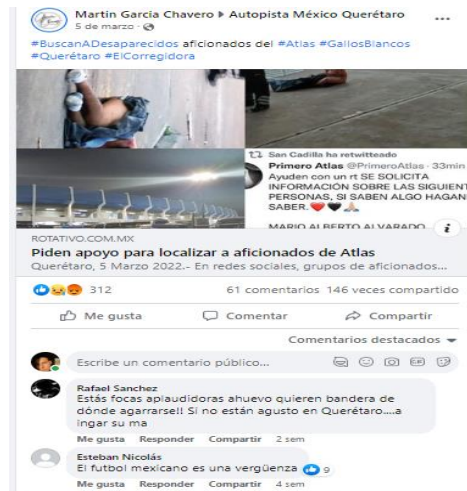 Martin García Chavero ▸ Autopista México Querétaro
5 de marzo ·
#BuscanADesaparecidos aficionados del #Atlas #GallosBlancos
#Querétaro #ElCorregidora
San Cadilla ha retwitteado
Primero Atlas @PrimeroAtlas · 33min
Ayuden con un rt SE SOLICITA
INFORMACIÓN SOBRE LAS SIGUIENT
PERSONAS, SI SABEN ALGO HAGAN
SABER.
MARIO ALBERTO ALVARADO
ROTATIVO.COM.MX
Piden apoyo para localizar a aficionados de Atlas
Querétaro, 5 Marzo 2022.- En redes sociales, grupos de aficionados...
312
61 comentarios 146 veces compartido
Me gusta Comentar Compartir
Comentarios destacados
Escribe un comentario público...
Rafael Sanchez
Estás focas aplaudidoras ahuevo quieren bandera de
dónde agarrarse!! Si no están agusto en Querétaro....a
ingar su ma
Me gusta Responder Compartir 2 sem
Esteban Nicolás
El futbol mexicano es una vergüenza
9
Me gusta Responder Compartir 4 sem